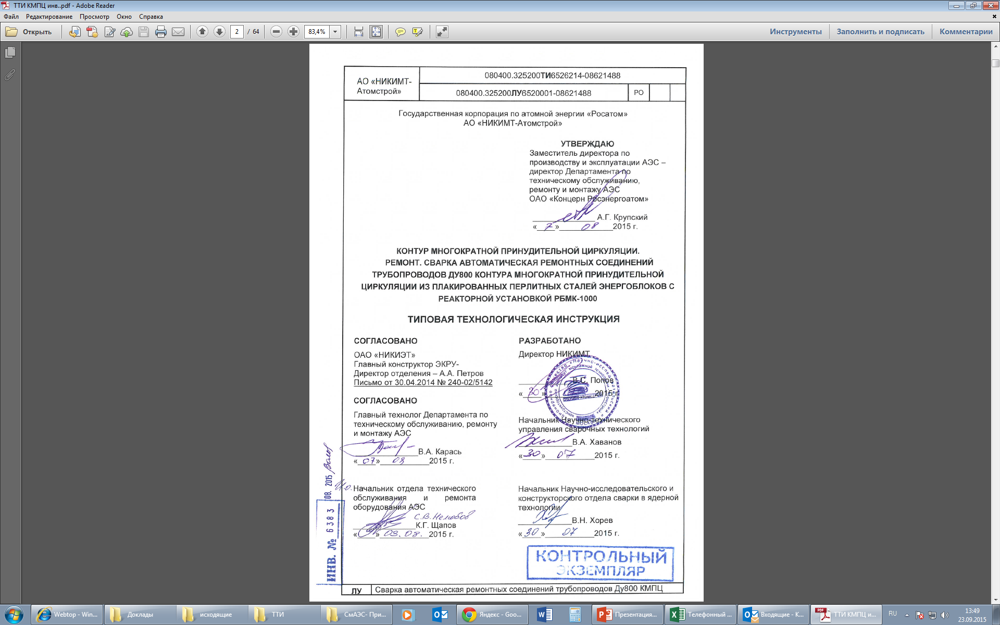 ТТИ КМПЦ инв..pdf - Adobe Reader
Файл Редактирование Просмотр Окно Справка
Открыть 2 / 64 83,4% Инструменты Заполнить и подписать Комментарии
АО «НИКИМТ-
Атомстрой»
080400.325200ТИ6526214-08621488
080400.325200ЛУ6520001-08621488 РО
Государственная корпорация по атомной энергии «Росатом»
АО «НИКИМТ-Атомстрой»
УТВЕРЖДАЮ
Заместитель директора по
производству и эксплуатации АЭС –
директор Департамента по
техническому обслуживанию,
ремонту и монтажу АЭС
ОАО «Концерн Росэнергоатом»
А.Г. Крупский
«7» 08 2015 г.
КОНТУР МНОГОКРАТНОЙ ПРИНУДИТЕЛЬНОЙ ЦИРКУЛЯЦИИ.
РЕМОНТ. СВАРКА АВТОМАТИЧЕСКАЯ РЕМОНТНЫХ СОЕДИНЕНИЙ
ТРУБОПРОВОДОВ ДУ800 КОНТУРА МНОГОКРАТНОЙ ПРИНУДИТЕЛЬНОЙ
ЦИРКУЛЯЦИИ ИЗ ПЛАКИРОВАННЫХ ПЕРЛИТНЫХ СТАЛЕЙ ЭНЕРГОБЛОКОВ С
РЕАКТОРНОЙ УСТАНОВКОЙ РБМК-1000
ТИПОВАЯ ТЕХНОЛОГИЧЕСКАЯ ИНСТРУКЦИЯ
СОГЛАСОВАНО
ОАО «НИКИЭТ»
Главный конструктор ЭКРУ-
Директор отделения – А.А. Петров
Письмо от 30.04.2014 № 240-02/5142
СОГЛАСОВАНО
Главный технолог Департамента по
техническому обслуживанию, ремонту
и монтажу АЭС
В.А. Карась
«07» 08 2015 г.
И.о. Начальник отдела технического
обслуживания и ремонта
оборудования АЭС
С.В. Нелюбов
К.Г. Щапов
03.08. 2015 г.
РАЗРАБОТАНО
Директор НИКИМТ
В.С. Попов
«30» 2015 г.
Начальник Научно-технического
управления сварочных технологий
В.А. Хаванов
«30» 07 2015 г.
Начальник Научно-исследовательского и
конструкторского отдела сварки в ядерной
технологии
В.Н. Хорев
«30» 07 2015 г.
КОНТРОЛЬНЫЙ
ЭКЗЕМПЛЯР
ИНВ. № 6383
08. 2015
ЛУ Сварка автоматическая ремонтных соединений трубопроводов Ду800 КМПЦ
Webtop - Win... Доклады исходящие ТТИ СмАЭС- При... Яндекс - Goo... Презентация... Телефонный ... Входящие - К... ТТИ КМПЦ и... RU 13:49
23.09.2015